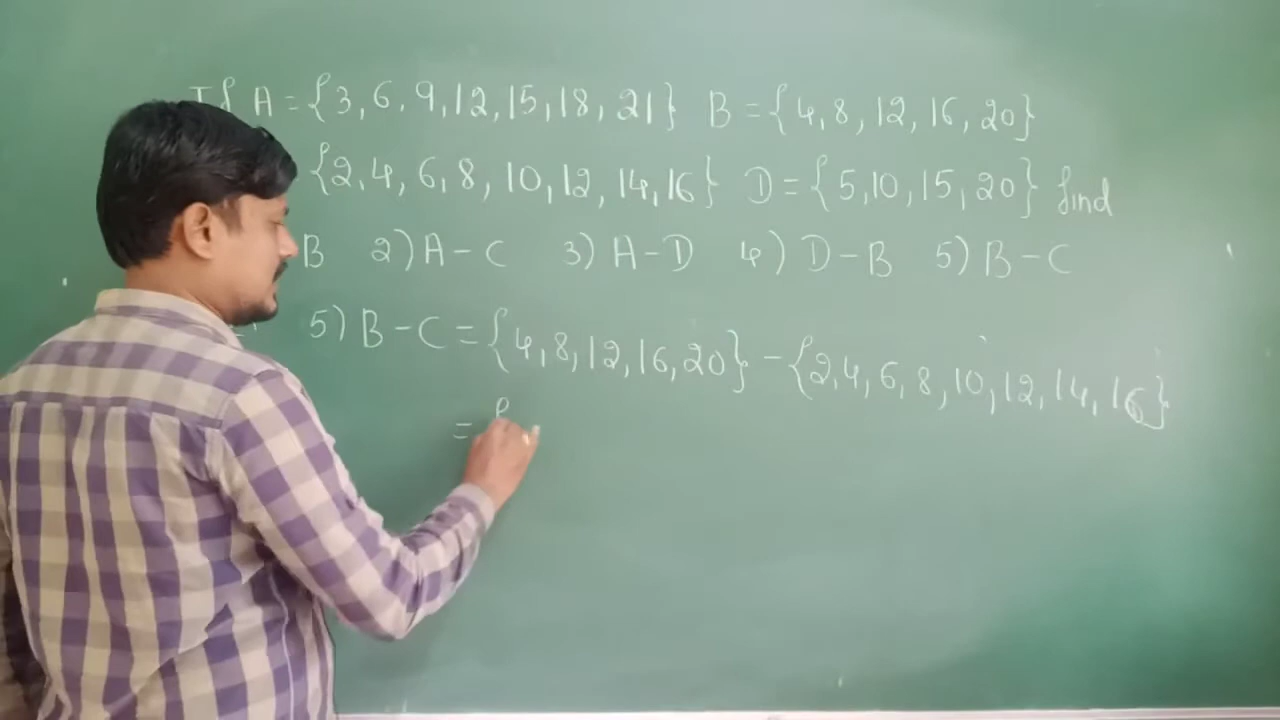 If A = {3, 6, 9, 12, 15, 18, 21} B = {4, 8, 12, 16, 20}
{2, 4, 6, 8, 10, 12, 14, 16} D = {5, 10, 15, 20} find
B 2) A - C 3) A - D 4) D - B 5) B - C
5) B - C = {4, 8, 12, 16, 20} - {2, 4, 6, 8, 10, 12, 14, 16}
=